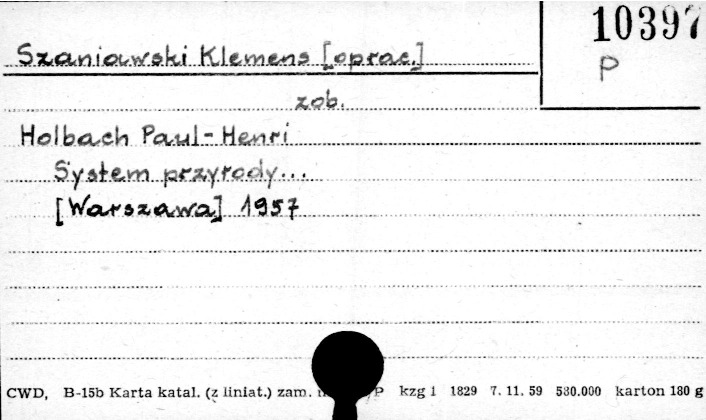 10397
Szaniawski Klemens [oprac.]
P
zob.
Holbach Paul-Henri
System przyrody...
[Warszawa] 1957
CWD, B-15b Karta katal. (z liniat.) zam. P kzg i 1829 7. 11. 59 580.000 karton 180 g